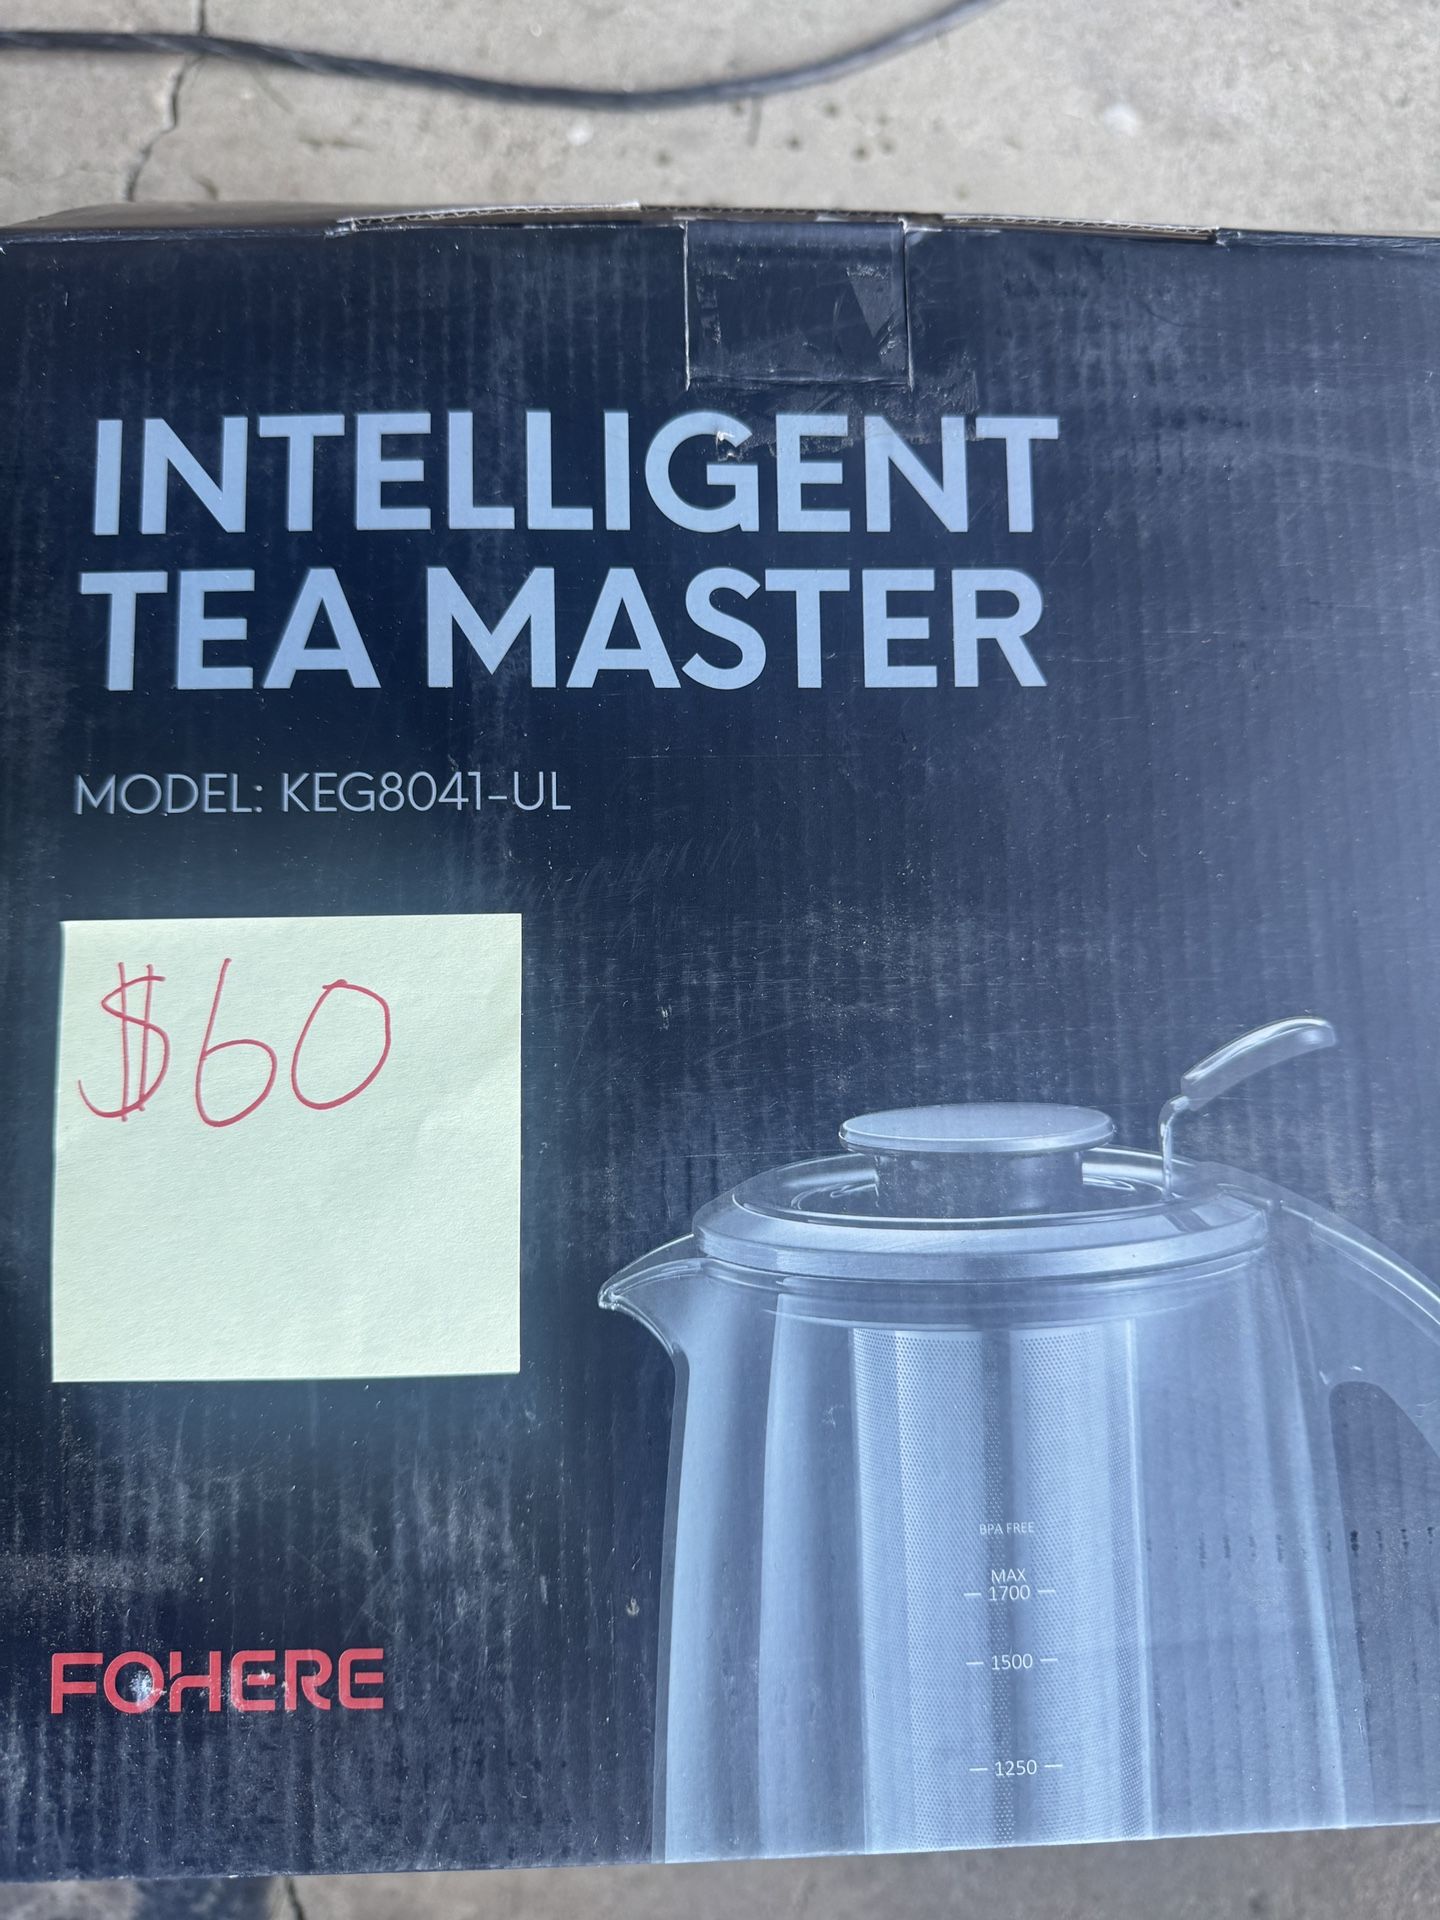 INTELLIGENT
TEA MASTER
MODEL: KEG8041-UL
$60
BPA FREE
MAX
1700
1500
1250
FOHERE